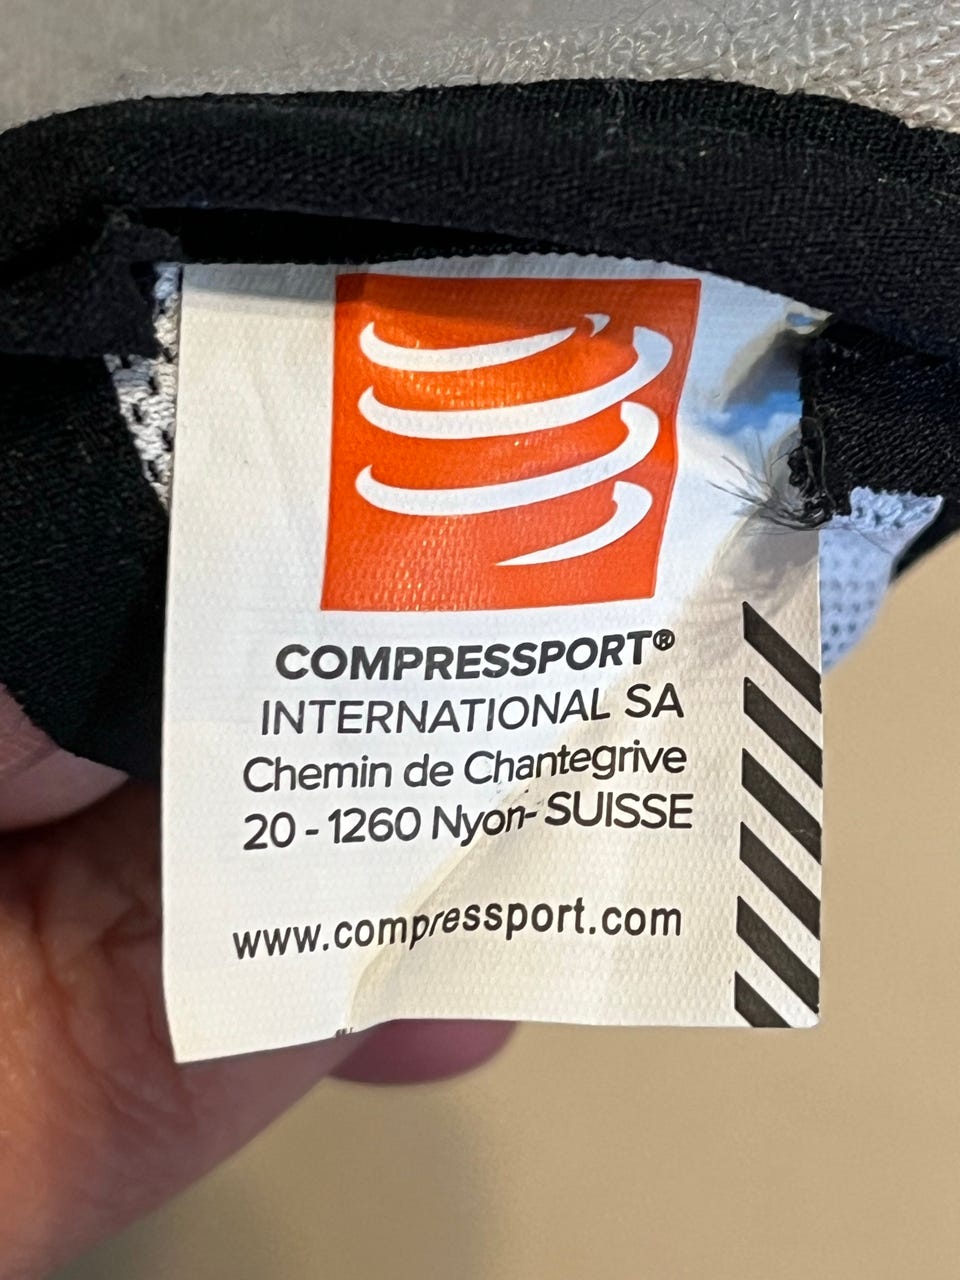 COMPRESSPORT®
INTERNATIONAL SA
Chemin de Chantegrive
20 - 1260 Nyon- SUISSE
www.compressport.com